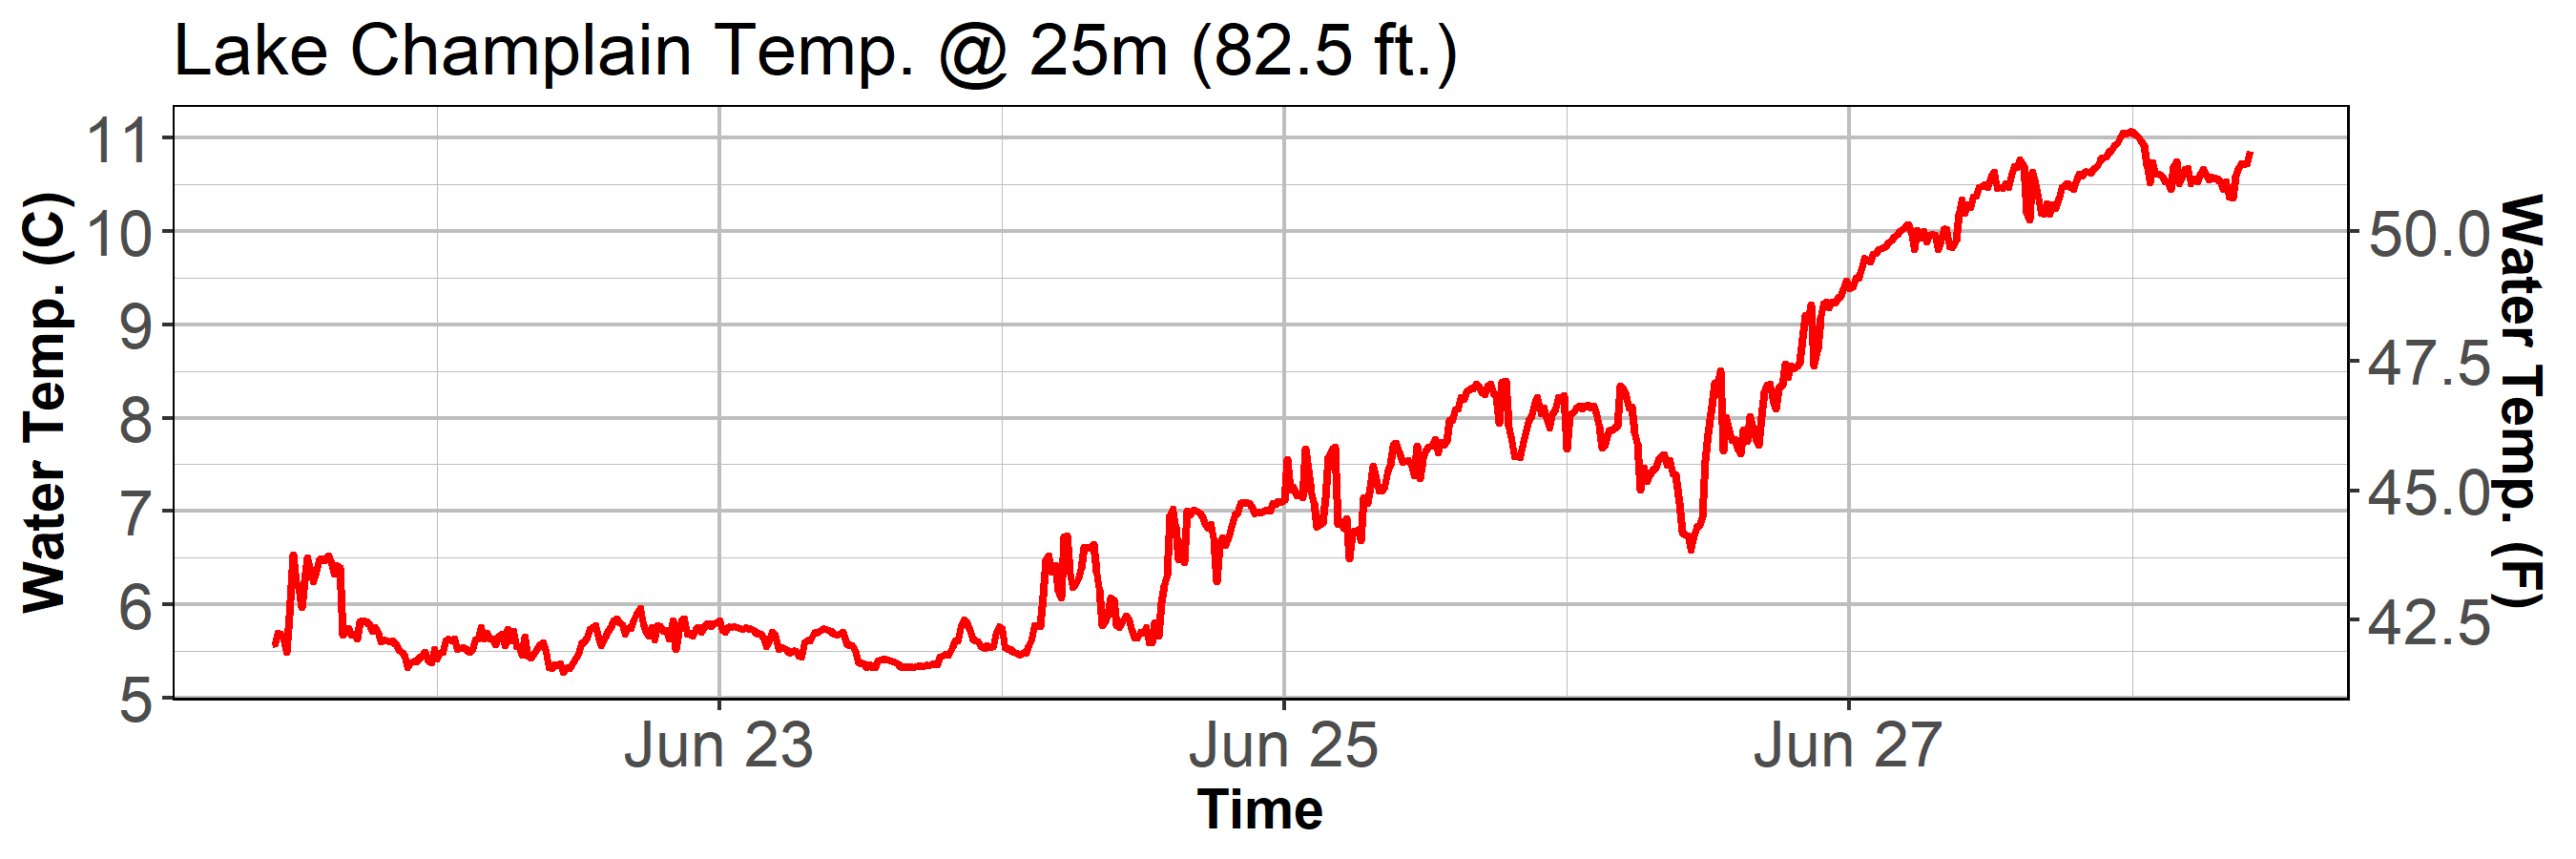 Lake Champlain Temp. @ 25m (82.5 ft.)
Water Temp. (C)
11
10
9
8
7
6
5
50.0
47.5
45.0
42.5
Water Temp. (F)
Jun 23
Jun 25
Jun 27
Time